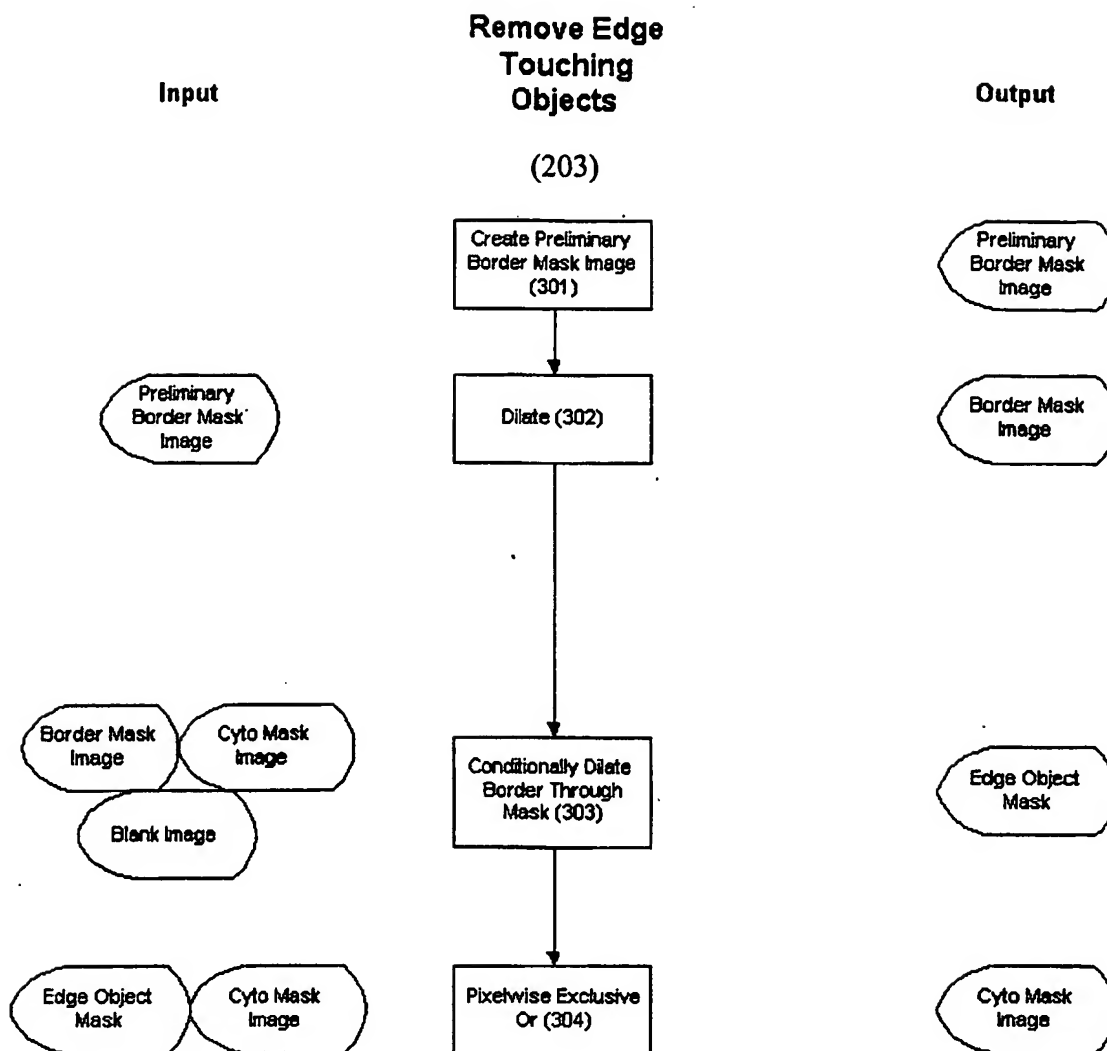 Remove Edge
Touching
Objects
Input
Output
(203)
Create Preliminary
Border Mask Image
(301)
Preliminary
Border Mask
Image
Preliminary
Border Mask
Image
Dilate (302)
Border Mask
Image
Border Mask
Image
Cyto Mask
Image
Blank Image
Conditionally Dilate
Border Through
Mask (303)
Edge Object
Mask
Edge Object
Mask
Cyto Mask
Image
Pixelwise Exclusive
Or (304)
Cyto Mask
Image